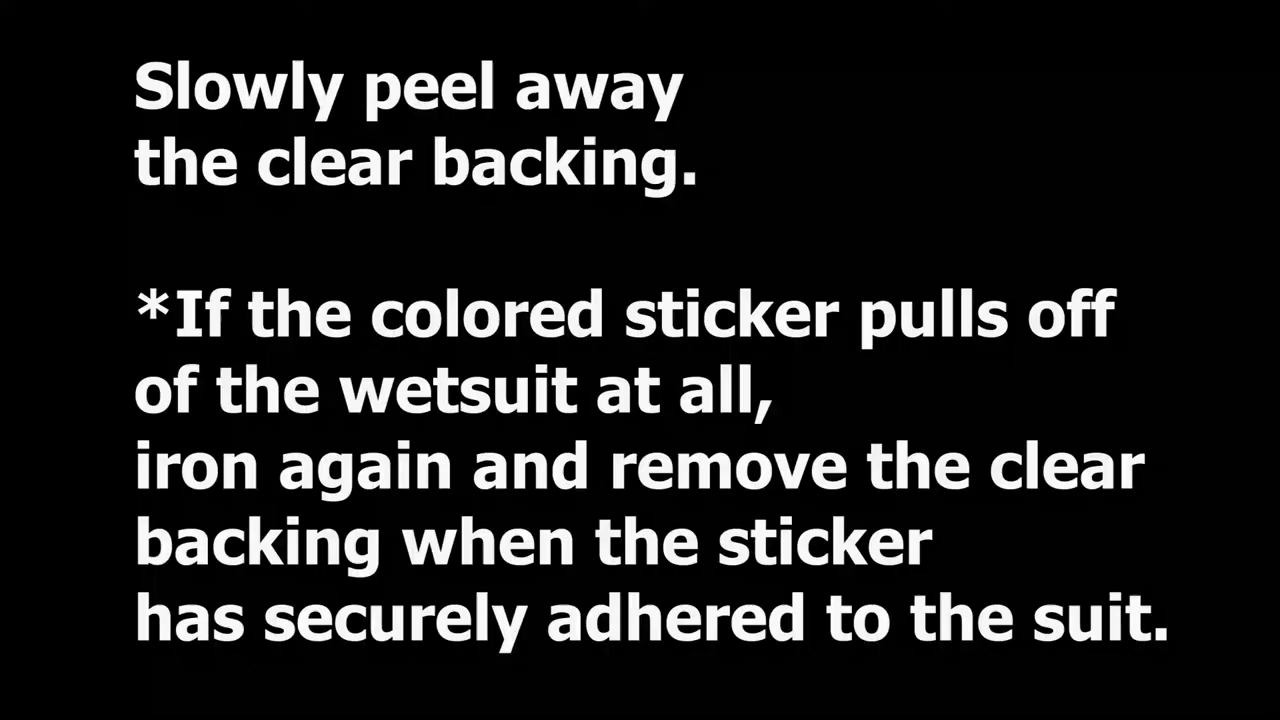 Slowly peel away
the clear backing.
*If the colored sticker pulls off
of the wetsuit at all,
iron again and remove the clear
backing when the sticker
has securely adhered to the suit.